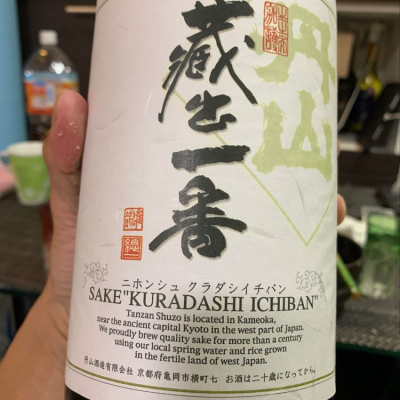 丹山
蔵出一番
ニホンシュ クラダシイチバン
SAKE"KURADASHI ICHIBAN"
Tanzan Shuzo is located in Kameoka,
near the ancient capital Kyoto in the west part of Japan.
We proudly brew quality sake for more than a century
using our local spring water and rice grown
in the fertile land of west Japan.
丹山酒造有限会社 京都府亀岡市横町七 お酒は二十歳になってから。